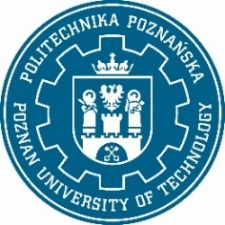 POLITECHNIKA POZNAŃSKA
POZNAN UNIVERSITY OF TECHNOLOGY